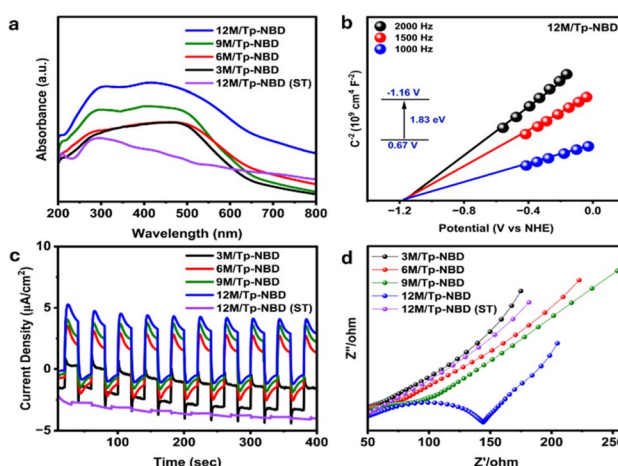 a
12M/Tp-NBD
9M/Tp-NBD
6M/Tp-NBD
3M/Tp-NBD
12M/Tp-NBD (ST)
Absorbance (a.u.)
200 300 400 500 600 700 800
Wavelength (nm)
b
2000 Hz
1500 Hz
1000 Hz
12M/Tp-NBD
-1.16 V
1.83 eV
0.67 V
C⁻² (10⁹ cm⁴ F⁻²)
-1.2 -0.8 -0.4 0.0
Potential (V vs NHE)
c
3M/Tp-NBD
6M/Tp-NBD
9M/Tp-NBD
12M/Tp-NBD
12M/Tp-NBD (ST)
Current Density (μA/cm²)
10
5
0
-5
100 200 300 400
Time (sec)
d
3M/Tp-NBD
6M/Tp-NBD
9M/Tp-NBD
12M/Tp-NBD
12M/Tp-NBD (ST)
Z''/ohm
50 100 150 200 250
Z'/ohm